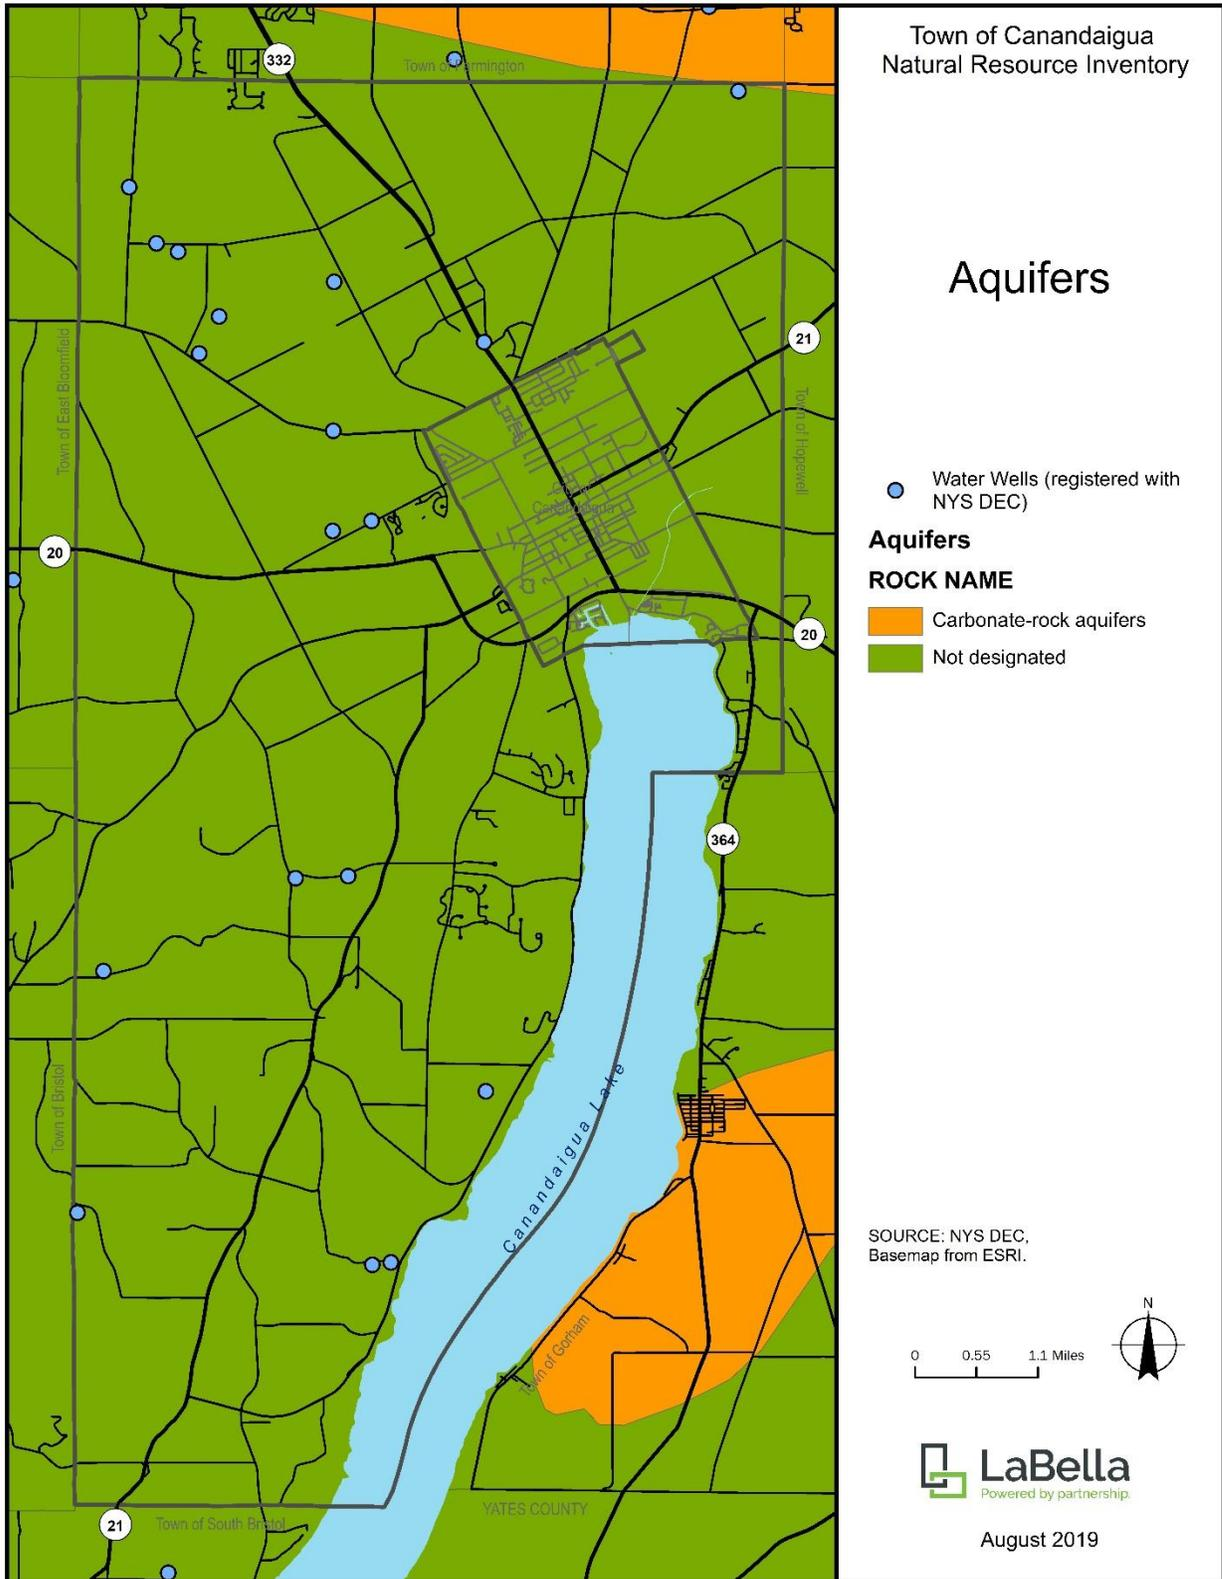 Town of Canandaigua
Natural Resource Inventory
Aquifers
Water Wells (registered with
NYS DEC)
Aquifers
ROCK NAME
Carbonate-rock aquifers
Not designated
SOURCE: NYS DEC,
Basemap from ESRI.
N
0 0.55 1.1 Miles
LaBella
Powered by partnership.
August 2019
332
Town of Farmington
21
Town of East Bloomfield
Town of Hopewell
City of
Canandaigua
20
20
364
Canandaigua Lake
Town of Bristol
Town of Gorham
YATES COUNTY
21
Town of South Bristol